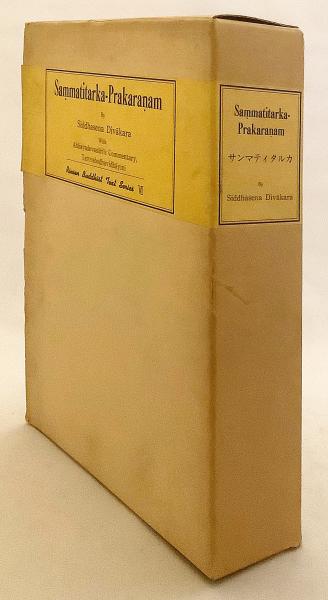 Sammatitarka-Prakaraṇam
By
Siddhasena Divākara
With
Abhayadevasūri's Commentary,
Tattvabodhavidhāyinī
Rinsen Buddhist Text Series Ⅵ
Sammatitarka-
Prakaraṇam
サンマティタルカ
By
Siddhasena Divākara